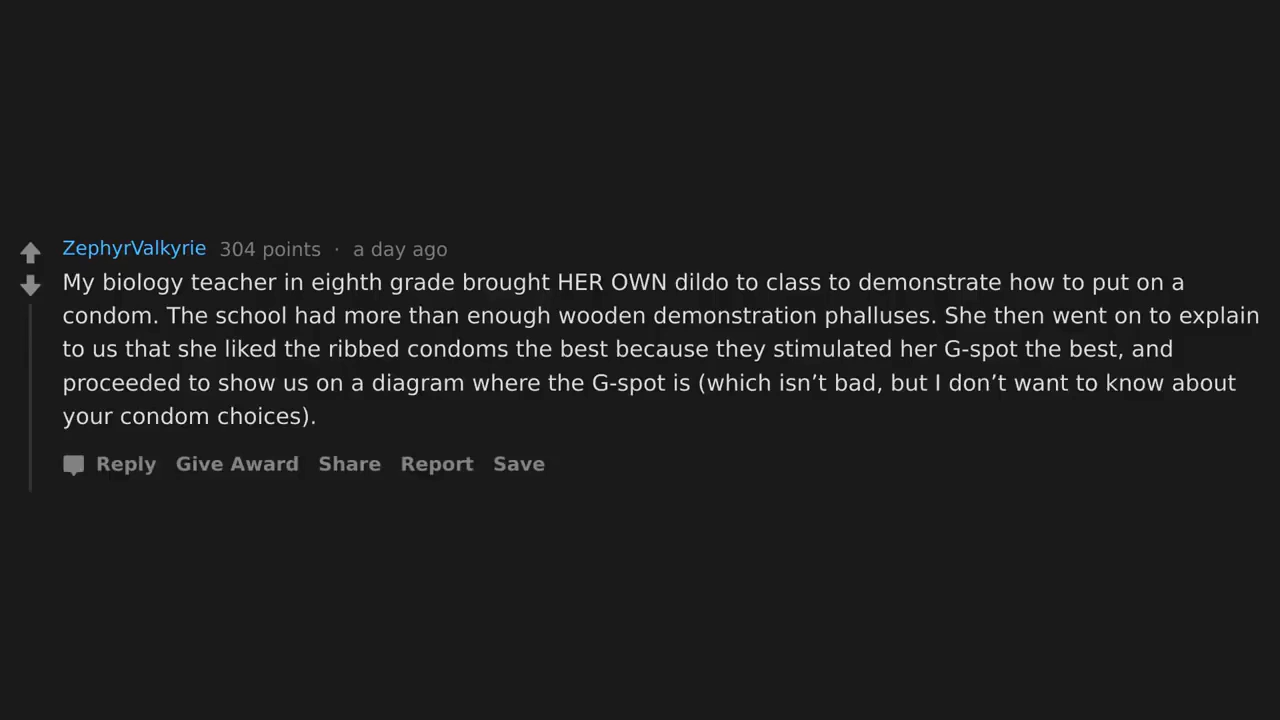 ZephyrValkyrie 304 points · a day ago
My biology teacher in eighth grade brought HER OWN dildo to class to demonstrate how to put on a
condom. The school had more than enough wooden demonstration phalluses. She then went on to explain
to us that she liked the ribbed condoms the best because they stimulated her G-spot the best, and
proceeded to show us on a diagram where the G-spot is (which isn’t bad, but I don’t want to know about
your condom choices).
Reply Give Award Share Report Save